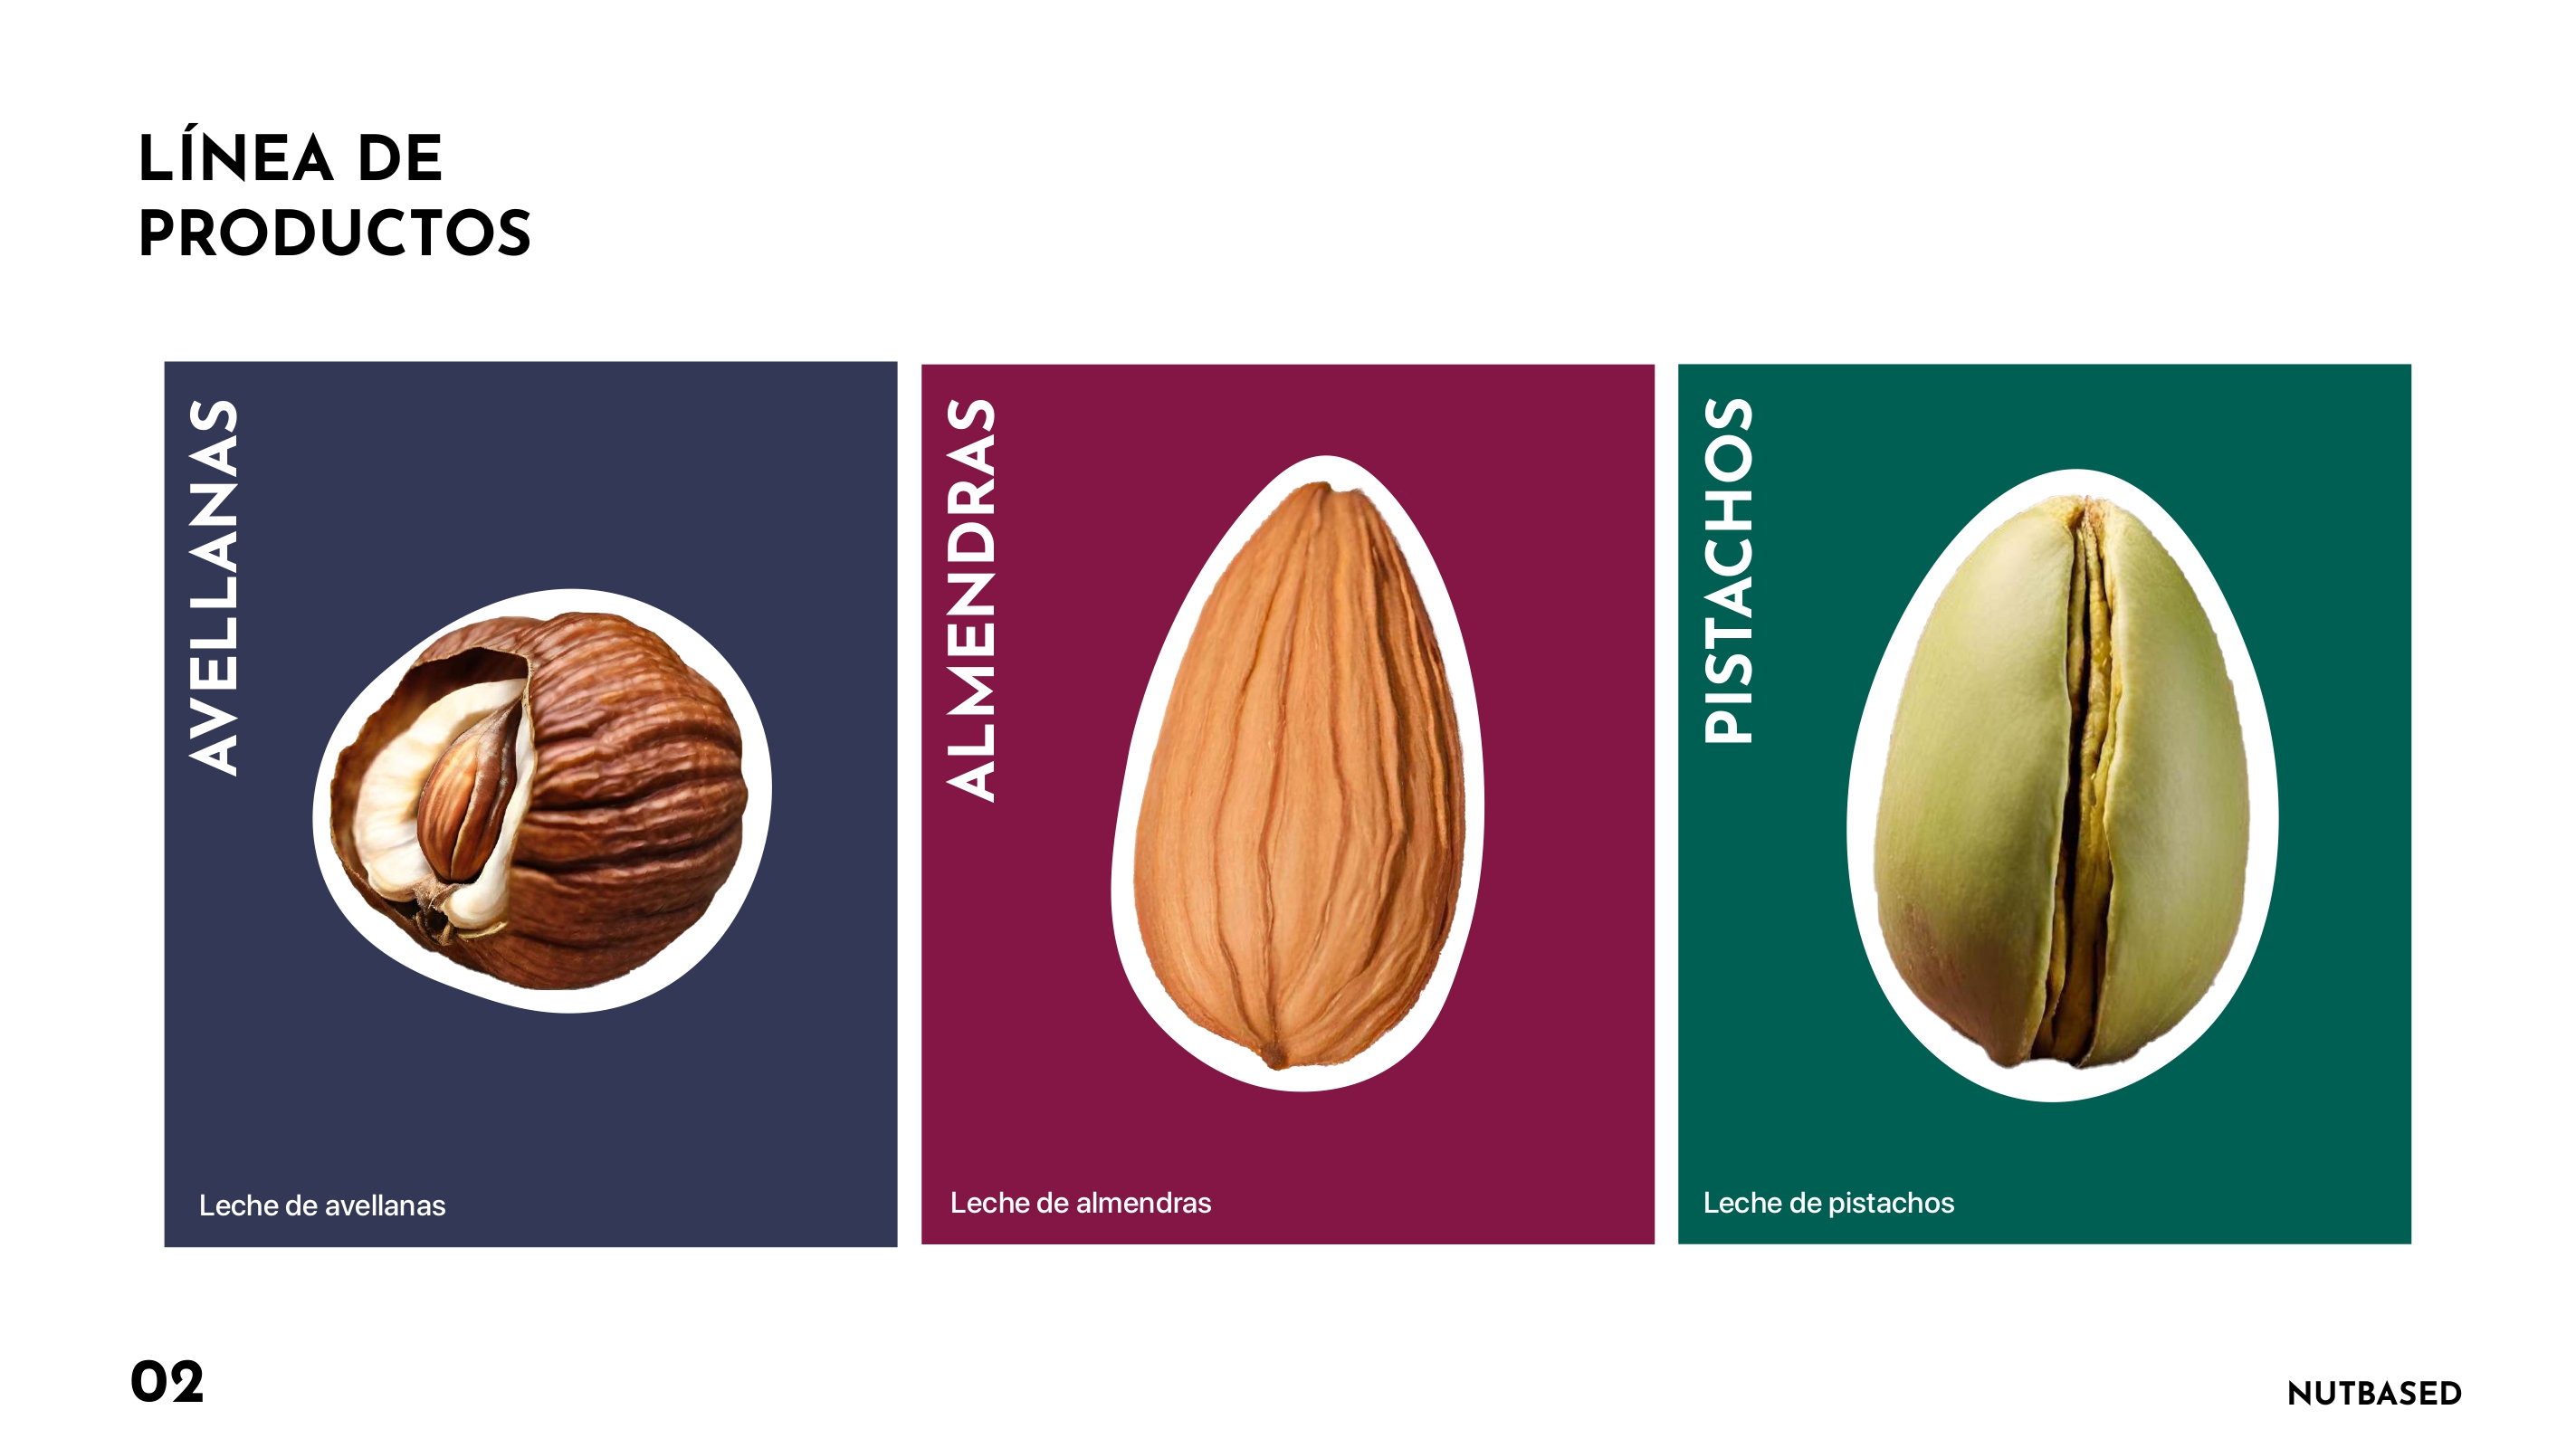 LÍNEA DE
PRODUCTOS
AVELLANAS
Leche de avellanas
ALMENDRAS
Leche de almendras
PISTACHOS
Leche de pistachos
02
NUTBASED